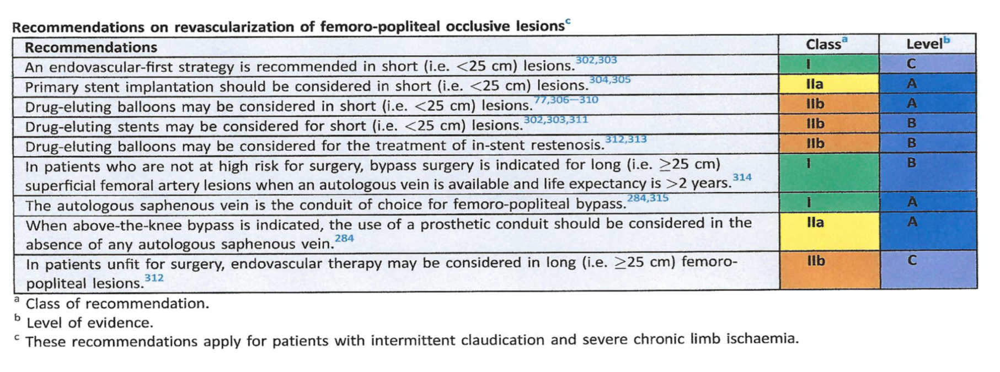 Recommendations on revascularization of femoro-popliteal occlusive lesionsᶜ
Recommendations Classᵃ Levelᵇ
An endovascular-first strategy is recommended in short (i.e. <25 cm) lesions.302,303 I C
Primary stent implantation should be considered in short (i.e. <25 cm) lesions.304,305 IIa A
Drug-eluting balloons may be considered in short (i.e. <25 cm) lesions.77,306–310 IIb A
Drug-eluting stents may be considered for short (i.e. <25 cm) lesions.302,303,311 IIb B
Drug-eluting balloons may be considered for the treatment of in-stent restenosis.312,313 IIb B
In patients who are not at high risk for surgery, bypass surgery is indicated for long (i.e. ≥25 cm) I B
superficial femoral artery lesions when an autologous vein is available and life expectancy is >2 years.314
The autologous saphenous vein is the conduit of choice for femoro-popliteal bypass.284,315 I A
When above-the-knee bypass is indicated, the use of a prosthetic conduit should be considered in the IIa A
absence of any autologous saphenous vein.284
In patients unfit for surgery, endovascular therapy may be considered in long (i.e. ≥25 cm) femoro- IIb C
popliteal lesions.312
ᵃ Class of recommendation.
ᵇ Level of evidence.
ᶜ These recommendations apply for patients with intermittent claudication and severe chronic limb ischaemia.